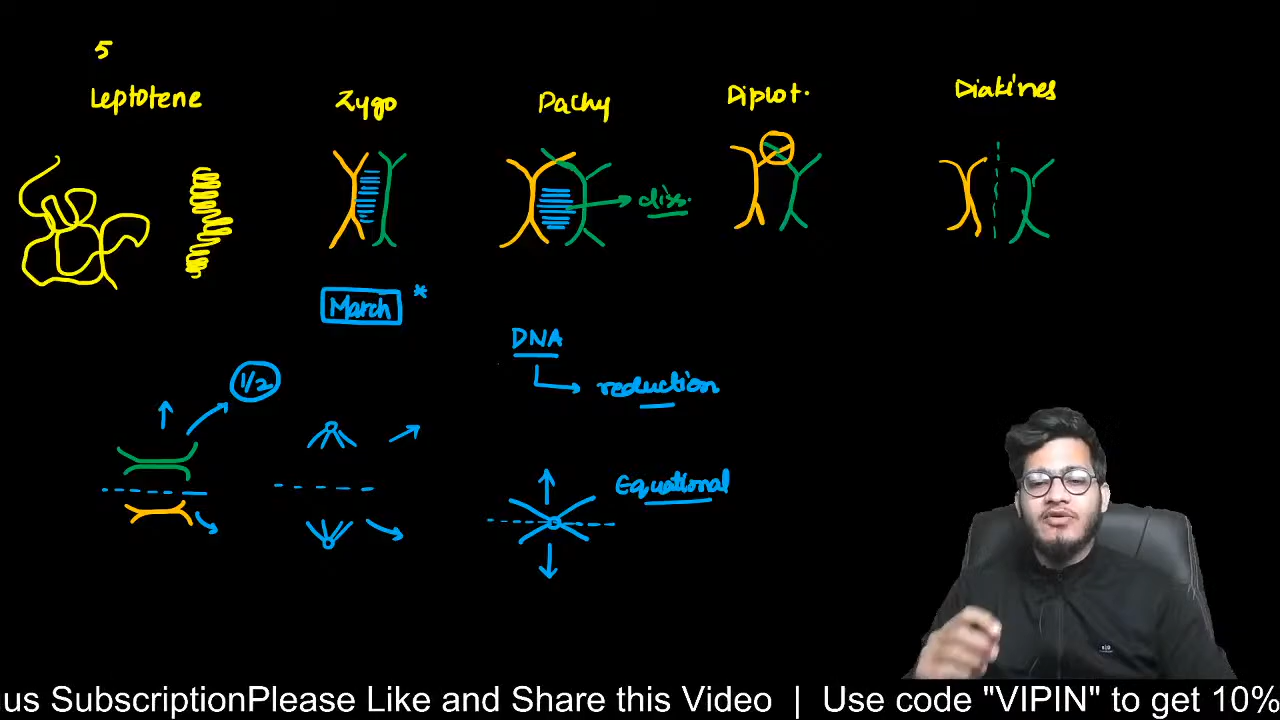 5
Leptotene
Zygo
Pachy
Diplot.
Diakines
diss.
March *
DNA
reduction
1/2
Equational
us SubscriptionPlease Like and Share this Video | Use code "VIPIN" to get 10%